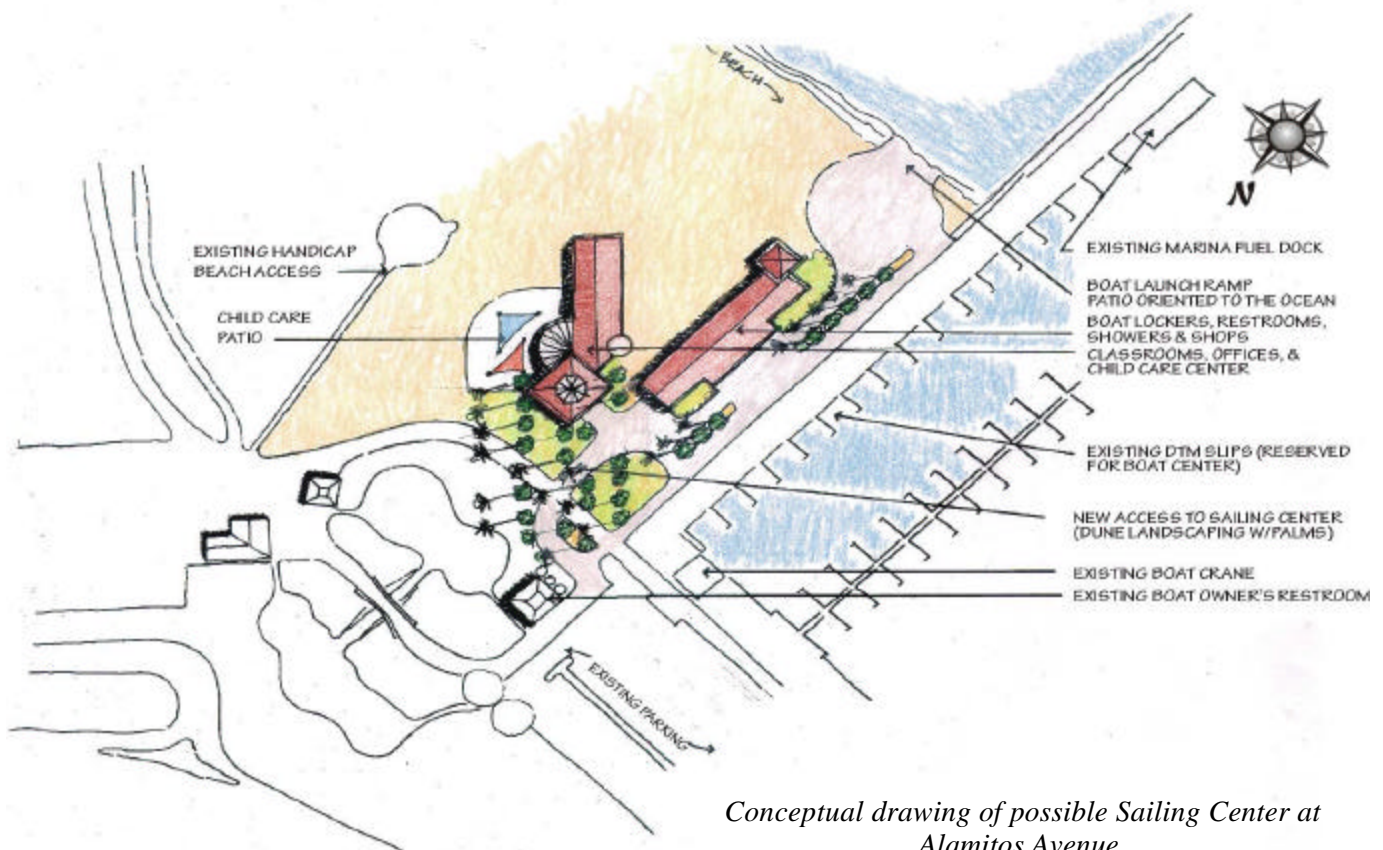 BEACH
N
EXISTING HANDICAP
BEACH ACCESS
CHILD CARE
PATIO
EXISTING MARINA FUEL DOCK
BOAT LAUNCH RAMP
PATIO ORIENTED TO THE OCEAN
BOAT LOCKERS, RESTROOMS,
SHOWERS & SHOPS
CLASSROOMS, OFFICES, &
CHILD CARE CENTER
EXISTING DTM SLIPS (RESERVED
FOR BOAT CENTER)
NEW ACCESS TO SAILING CENTER
(DUNE LANDSCAPING W/PALMS)
EXISTING BOAT CRANE
EXISTING BOAT OWNER'S RESTROOM
EXISTING PARKING
Conceptual drawing of possible Sailing Center at
Alamitos Avenue